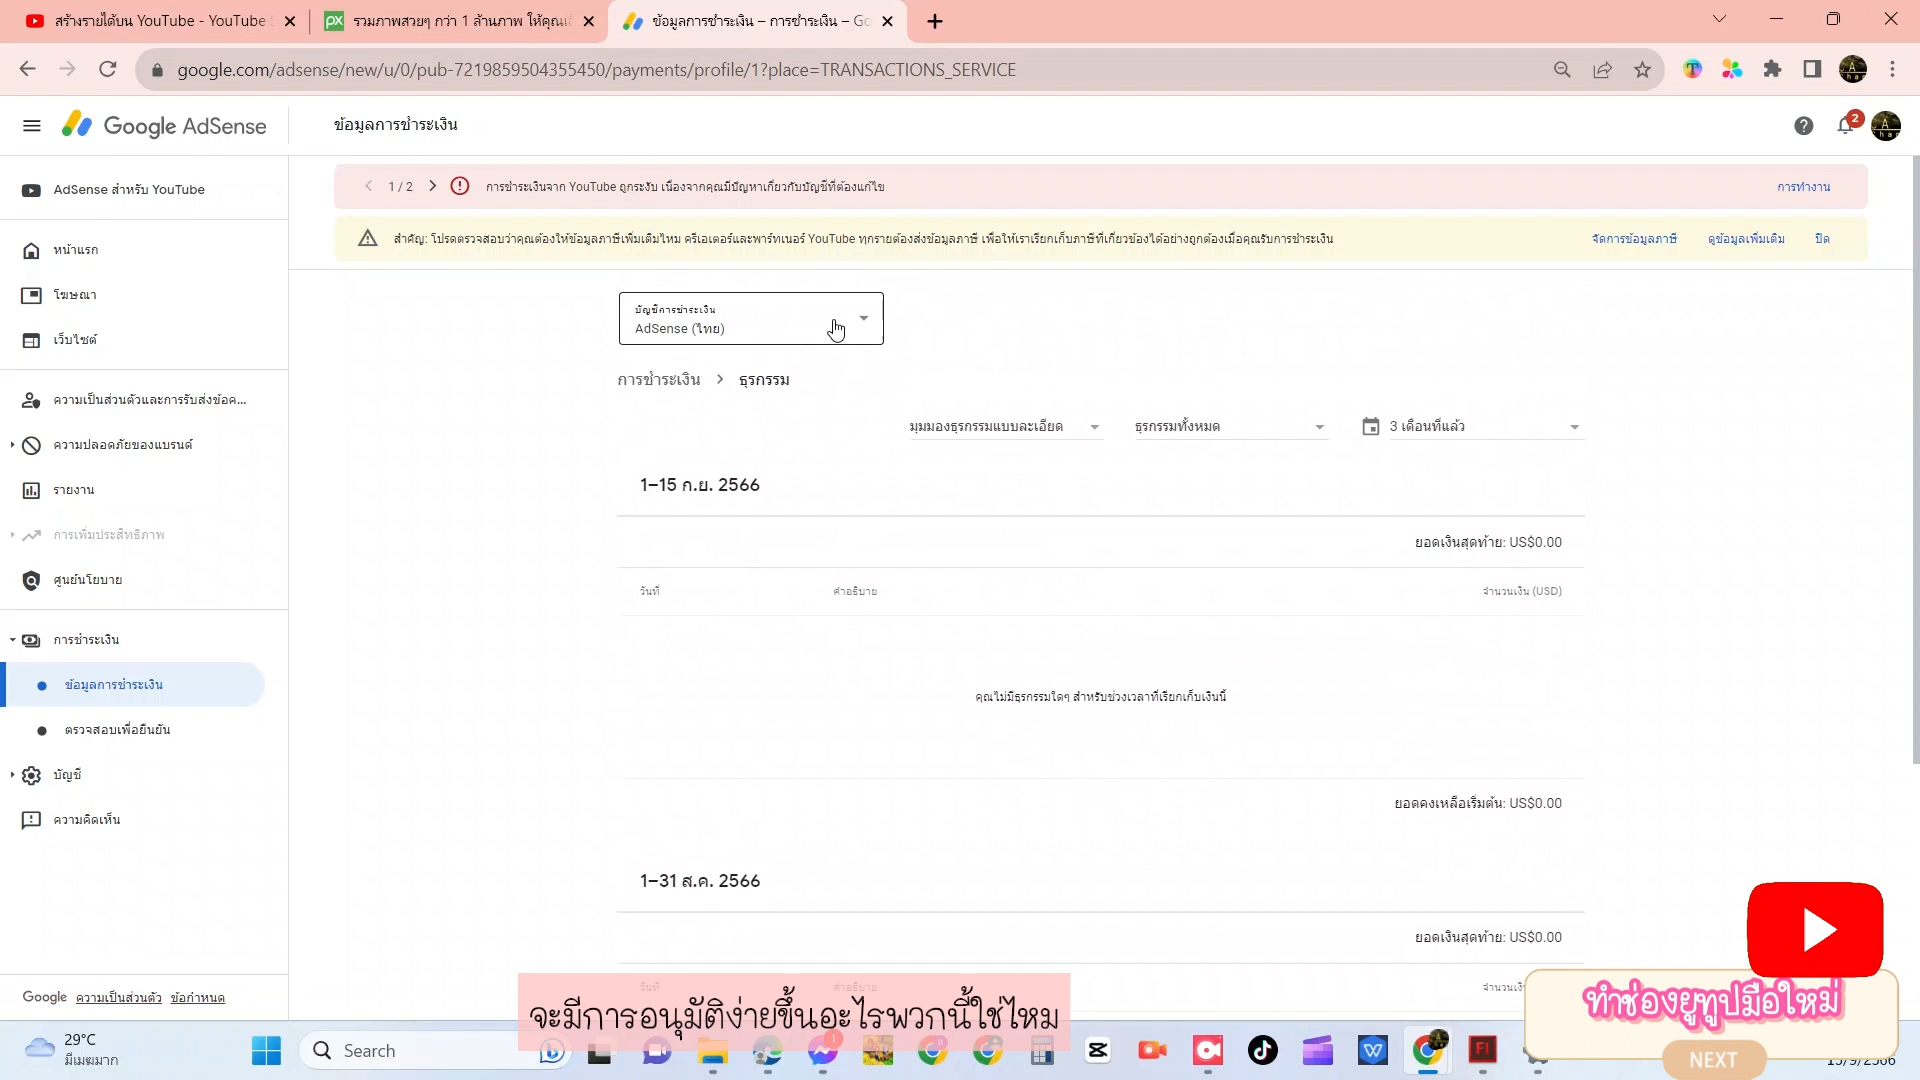 สร้างรายได้บน YouTube - YouTube
รวมภาพสวยๆ กว่า 1 ล้านภาพ ให้คุณ
ข้อมูลการชำระเงิน – การชำระเงิน – Go
google.com/adsense/new/u/0/pub-7219859504355450/payments/profile/1?place=TRANSACTIONS_SERVICE
Google AdSense
ข้อมูลการชำระเงิน
2
AdSense สำหรับ YouTube
1 / 2
การชำระเงินจาก YouTube ถูกระงับ เนื่องจากคุณมีปัญหาเกี่ยวกับบัญชีที่ต้องแก้ไข
การทำงาน
สำคัญ: โปรดตรวจสอบว่าคุณต้องให้ข้อมูลภาษีเพิ่มเติมไหม ครีเอเตอร์และพาร์ทเนอร์ YouTube ทุกรายต้องส่งข้อมูลภาษี เพื่อให้เราเรียกเก็บภาษีที่เกี่ยวข้องได้อย่างถูกต้องเมื่อคุณรับการชำระเงิน
จัดการข้อมูลภาษี
ดูข้อมูลเพิ่มเติม
ปิด
หน้าแรก
โฆษณา
เว็บไซต์
ความเป็นส่วนตัวและการรับส่งข้อค...
ความปลอดภัยของแบรนด์
รายงาน
การเพิ่มประสิทธิภาพ
ศูนย์นโยบาย
การชำระเงิน
ข้อมูลการชำระเงิน
ตรวจสอบเพื่อยืนยัน
บัญชี
ความคิดเห็น
Google ความเป็นส่วนตัว ข้อกำหนด
บัญชีการชำระเงิน
AdSense (ไทย)
การชำระเงิน > ธุรกรรม
มุมมองธุรกรรมแบบละเอียด
ธุรกรรมทั้งหมด
3 เดือนที่แล้ว
1–15 ก.ย. 2566
ยอดเงินสุดท้าย: US$0.00
วันที่
คำอธิบาย
จำนวนเงิน (USD)
คุณไม่มีธุรกรรมใดๆ สำหรับช่วงเวลาที่เรียกเก็บเงินนี้
ยอดคงเหลือเริ่มต้น: US$0.00
1–31 ส.ค. 2566
ยอดเงินสุดท้าย: US$0.00
วันที่
คำอธิบาย
จำนวนเงิน
จะมีการอนุมัติง่ายขึ้นอะไรพวกนี้ใช่ไหม
ทำช่องยูทูปมือใหม่
NEXT
29°C
มีเมฆมาก
Search
1
15/9/2566